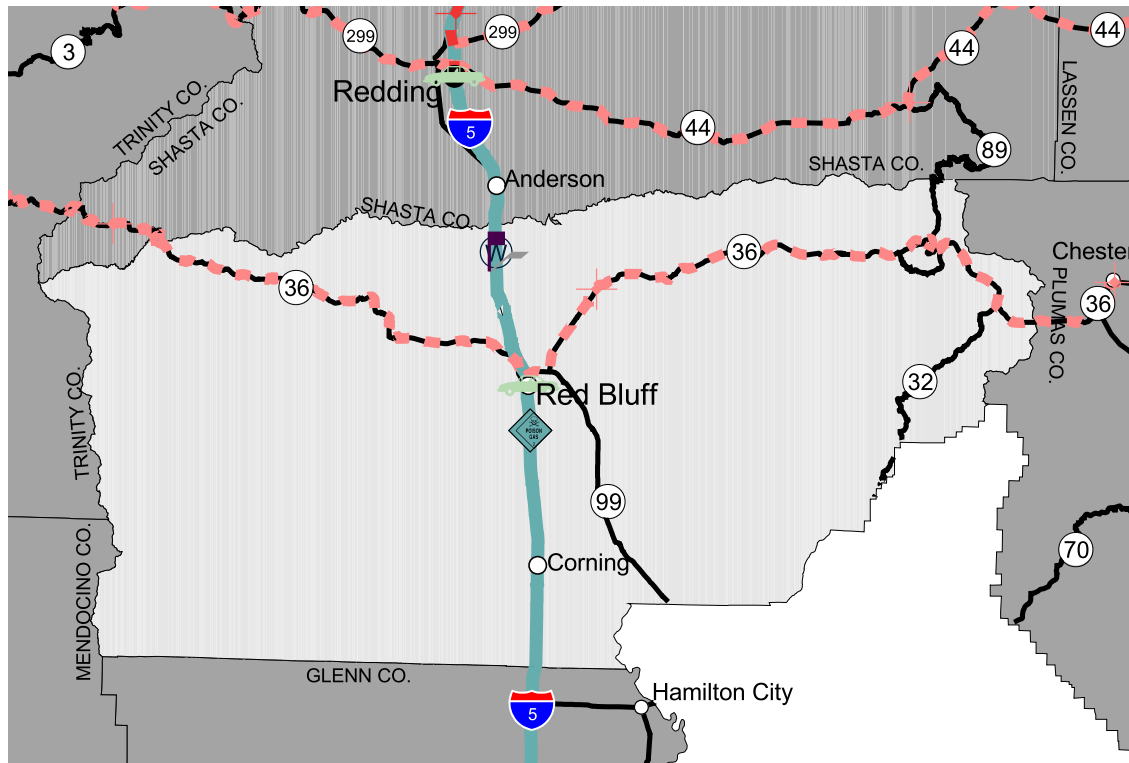 3
299
299
44
44
Redding
5
TRINITY CO.
SHASTA CO.
44
LASSEN CO.
89
SHASTA CO.
Anderson
SHASTA CO.
W
36
Chester
36
36
PLUMAS CO.
32
Red Bluff
TRINITY CO.
POISON
GAS
99
Corning
MENDOCINO CO.
70
GLENN CO.
Hamilton City
5